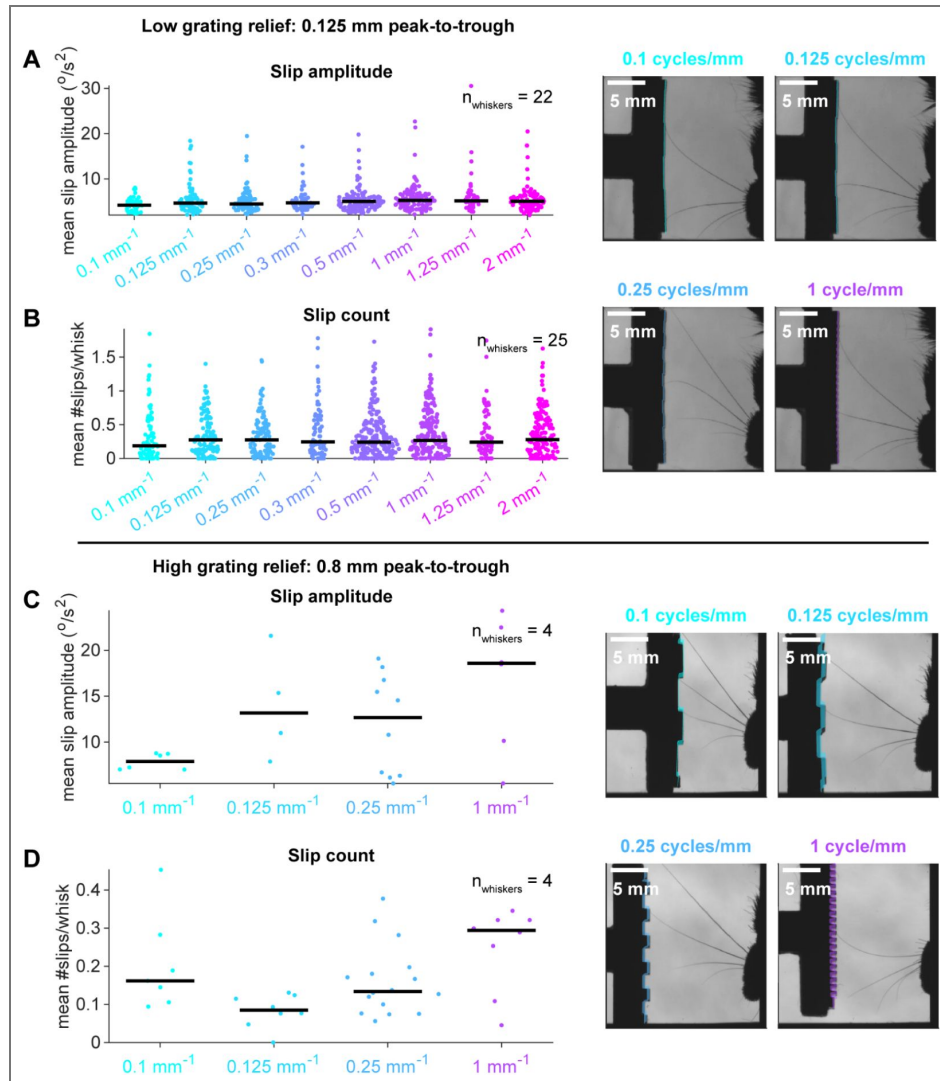 Low grating relief: 0.125 mm peak-to-trough
A
Slip amplitude
mean slip amplitude (°/s²)
30
20
10
n_whiskers = 22
0.1 mm⁻¹
0.125 mm⁻¹
0.25 mm⁻¹
0.3 mm⁻¹
0.5 mm⁻¹
1 mm⁻¹
1.25 mm⁻¹
2 mm⁻¹
0.1 cycles/mm
5 mm
0.125 cycles/mm
5 mm
B
Slip count
mean #slips/whisk
1.5
1
0.5
0
n_whiskers = 25
0.1 mm⁻¹
0.125 mm⁻¹
0.25 mm⁻¹
0.3 mm⁻¹
0.5 mm⁻¹
1 mm⁻¹
1.25 mm⁻¹
2 mm⁻¹
0.25 cycles/mm
5 mm
1 cycle/mm
5 mm
High grating relief: 0.8 mm peak-to-trough
C
Slip amplitude
mean slip amplitude (°/s²)
20
15
10
n_whiskers = 4
0.1 mm⁻¹
0.125 mm⁻¹
0.25 mm⁻¹
1 mm⁻¹
0.1 cycles/mm
5 mm
0.125 cycles/mm
5 mm
D
Slip count
mean #slips/whisk
0.4
0.3
0.2
0.1
0
n_whiskers = 4
0.1 mm⁻¹
0.125 mm⁻¹
0.25 mm⁻¹
1 mm⁻¹
0.25 cycles/mm
5 mm
1 cycle/mm
5 mm